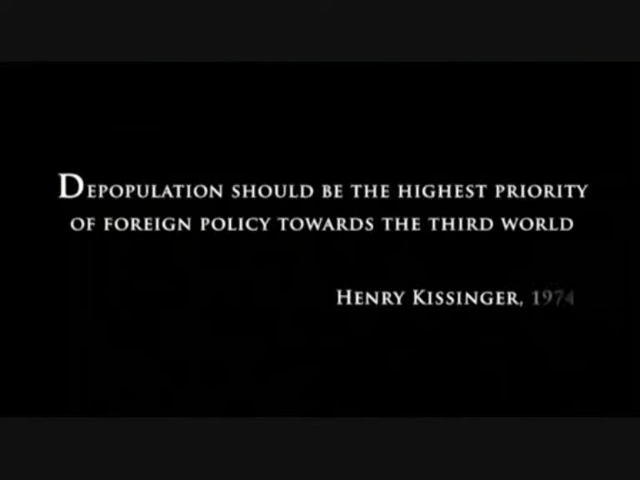 Depopulation should be the highest priority
of foreign policy towards the third world
Henry Kissinger, 1974